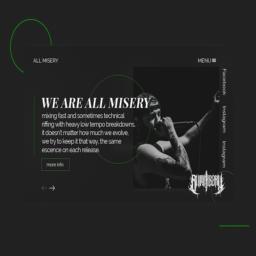 ALL MISERY
MENU
WE ARE ALL MISERY
mixing fast and sometimes technical
riffing with heavy low tempo breakdowns.
it doesn't matter how much we evolve,
we try to keep it that way, the same
escence on each release.
more info
Facebook
Instagram
Instagram